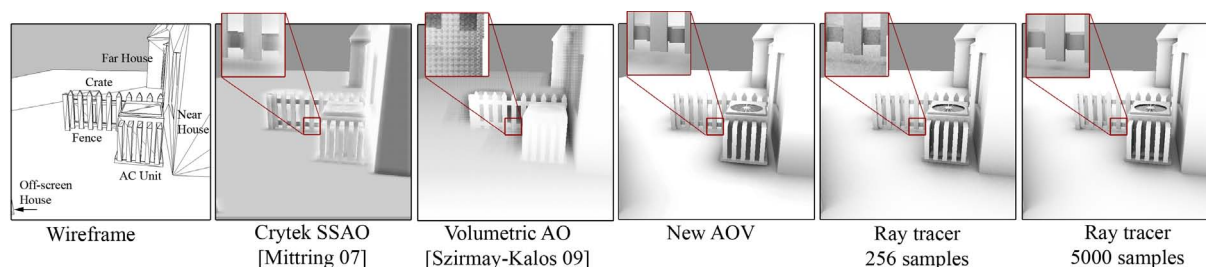 Far House
Crate
Near
House
Fence
AC Unit
Off-screen
House
Wireframe
Crytek SSAO
[Mittring 07]
Volumetric AO
[Szirmay-Kalos 09]
New AOV
Ray tracer
256 samples
Ray tracer
5000 samples